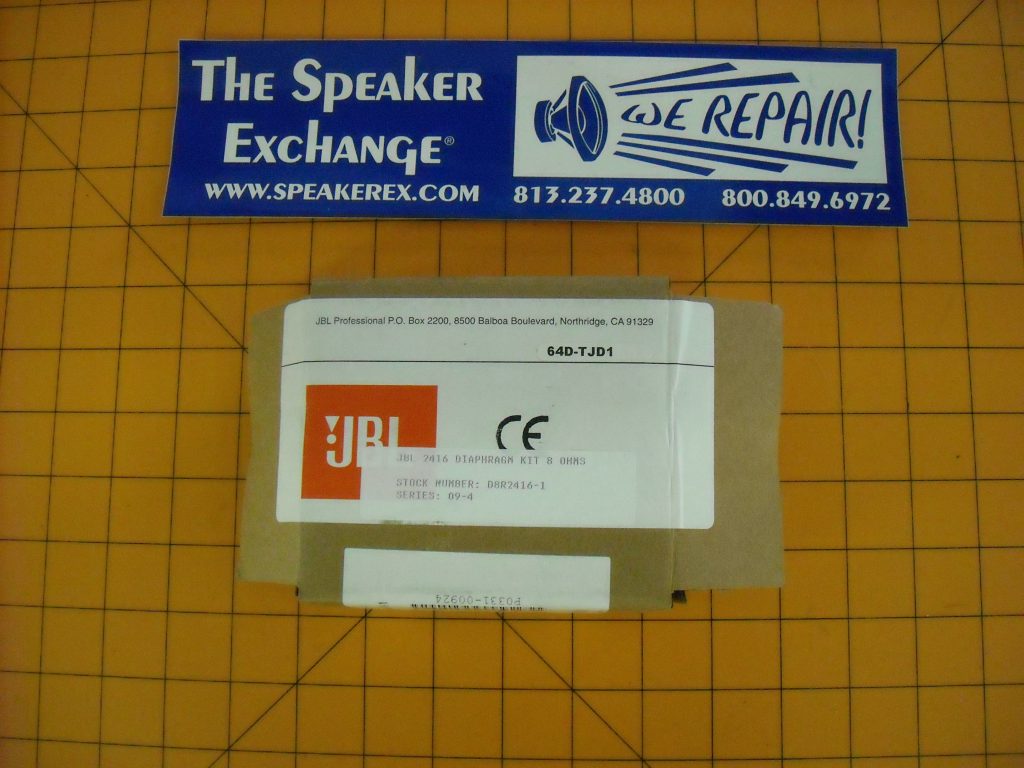 THE SPEAKER
EXCHANGE®
WWW.SPEAKEREX.COM
WE REPAIR!
813.237.4800 800.849.6972
JBL Professional P.O. Box 2200, 8500 Balboa Boulevard, Northridge, CA 91329
64D-TJD1
JBL
CE
JBL 2416 DIAPHRAGM KIT 8 OHMS
STOCK NUMBER: D8R2416-1
SERIES: 09-4
P0331-00924